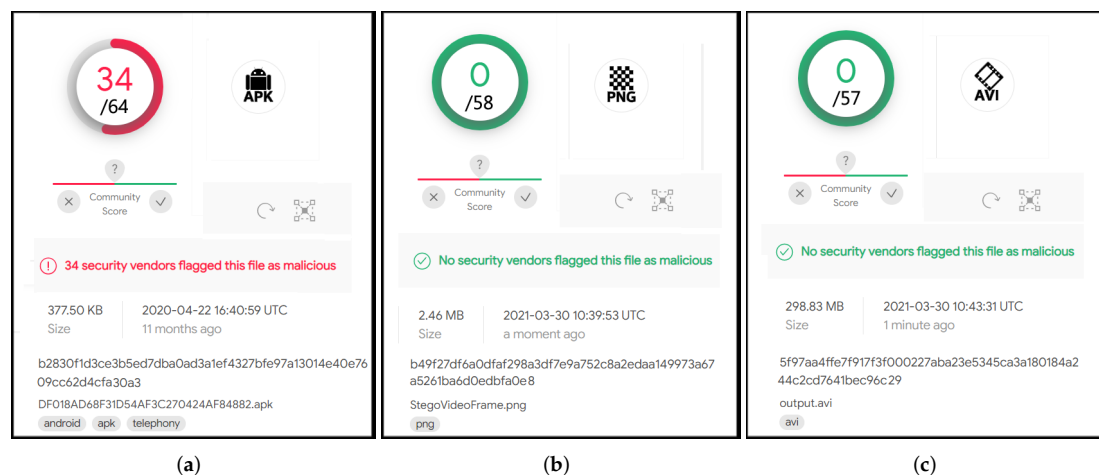 34
/64
APK
?
Community
Score
34 security vendors flagged this file as malicious
377.50 KB
2020-04-22 16:40:59 UTC
Size
11 months ago
b2830f1d3ce3b5ed7dba0ad3a1ef4327bfe97a13014e40e76
09cc62d4cfa30a3
DF018AD68F31D54AF3C270424AF84882.apk
android apk telephony
(a)
0
/58
PNG
?
Community
Score
No security vendors flagged this file as malicious
2.46 MB
2021-03-30 10:39:53 UTC
Size
a moment ago
b49f27df6a0dfaf298a3df7e9a752c8a2edaa149973a67
a5261ba6d0edbfa0e8
StegoVideoFrame.png
png
(b)
0
/57
AVI
?
Community
Score
No security vendors flagged this file as malicious
298.83 MB
2021-03-30 10:43:31 UTC
Size
1 minute ago
5f97aa4ffe7f917f3f000227aba23e5345ca3a180184a2
44c2cd7641bec96c29
output.avi
avi
(c)